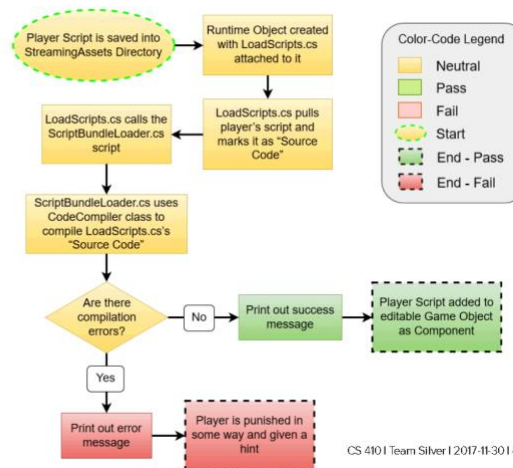 Player Script is saved into
StreamingAssets Directory
Runtime Object created
with LoadScripts.cs
attached to it
LoadScripts.cs pulls
player's script and
marks it as "Source
Code"
LoadScripts.cs calls the
ScriptBundleLoader.cs
script
ScriptBundleLoader.cs uses
CodeCompiler class to
compile LoadScripts.cs's
"Source Code"
Are there
compilation
errors?
No
Print out success
message
Player Script added to
editable Game Object
as Component
Yes
Print out error
message
Player is punished in
some way and given a
hint
Color-Code Legend
Neutral
Pass
Fail
Start
End - Pass
End - Fail
CS 410 | Team Silver | 2017-11-30 |